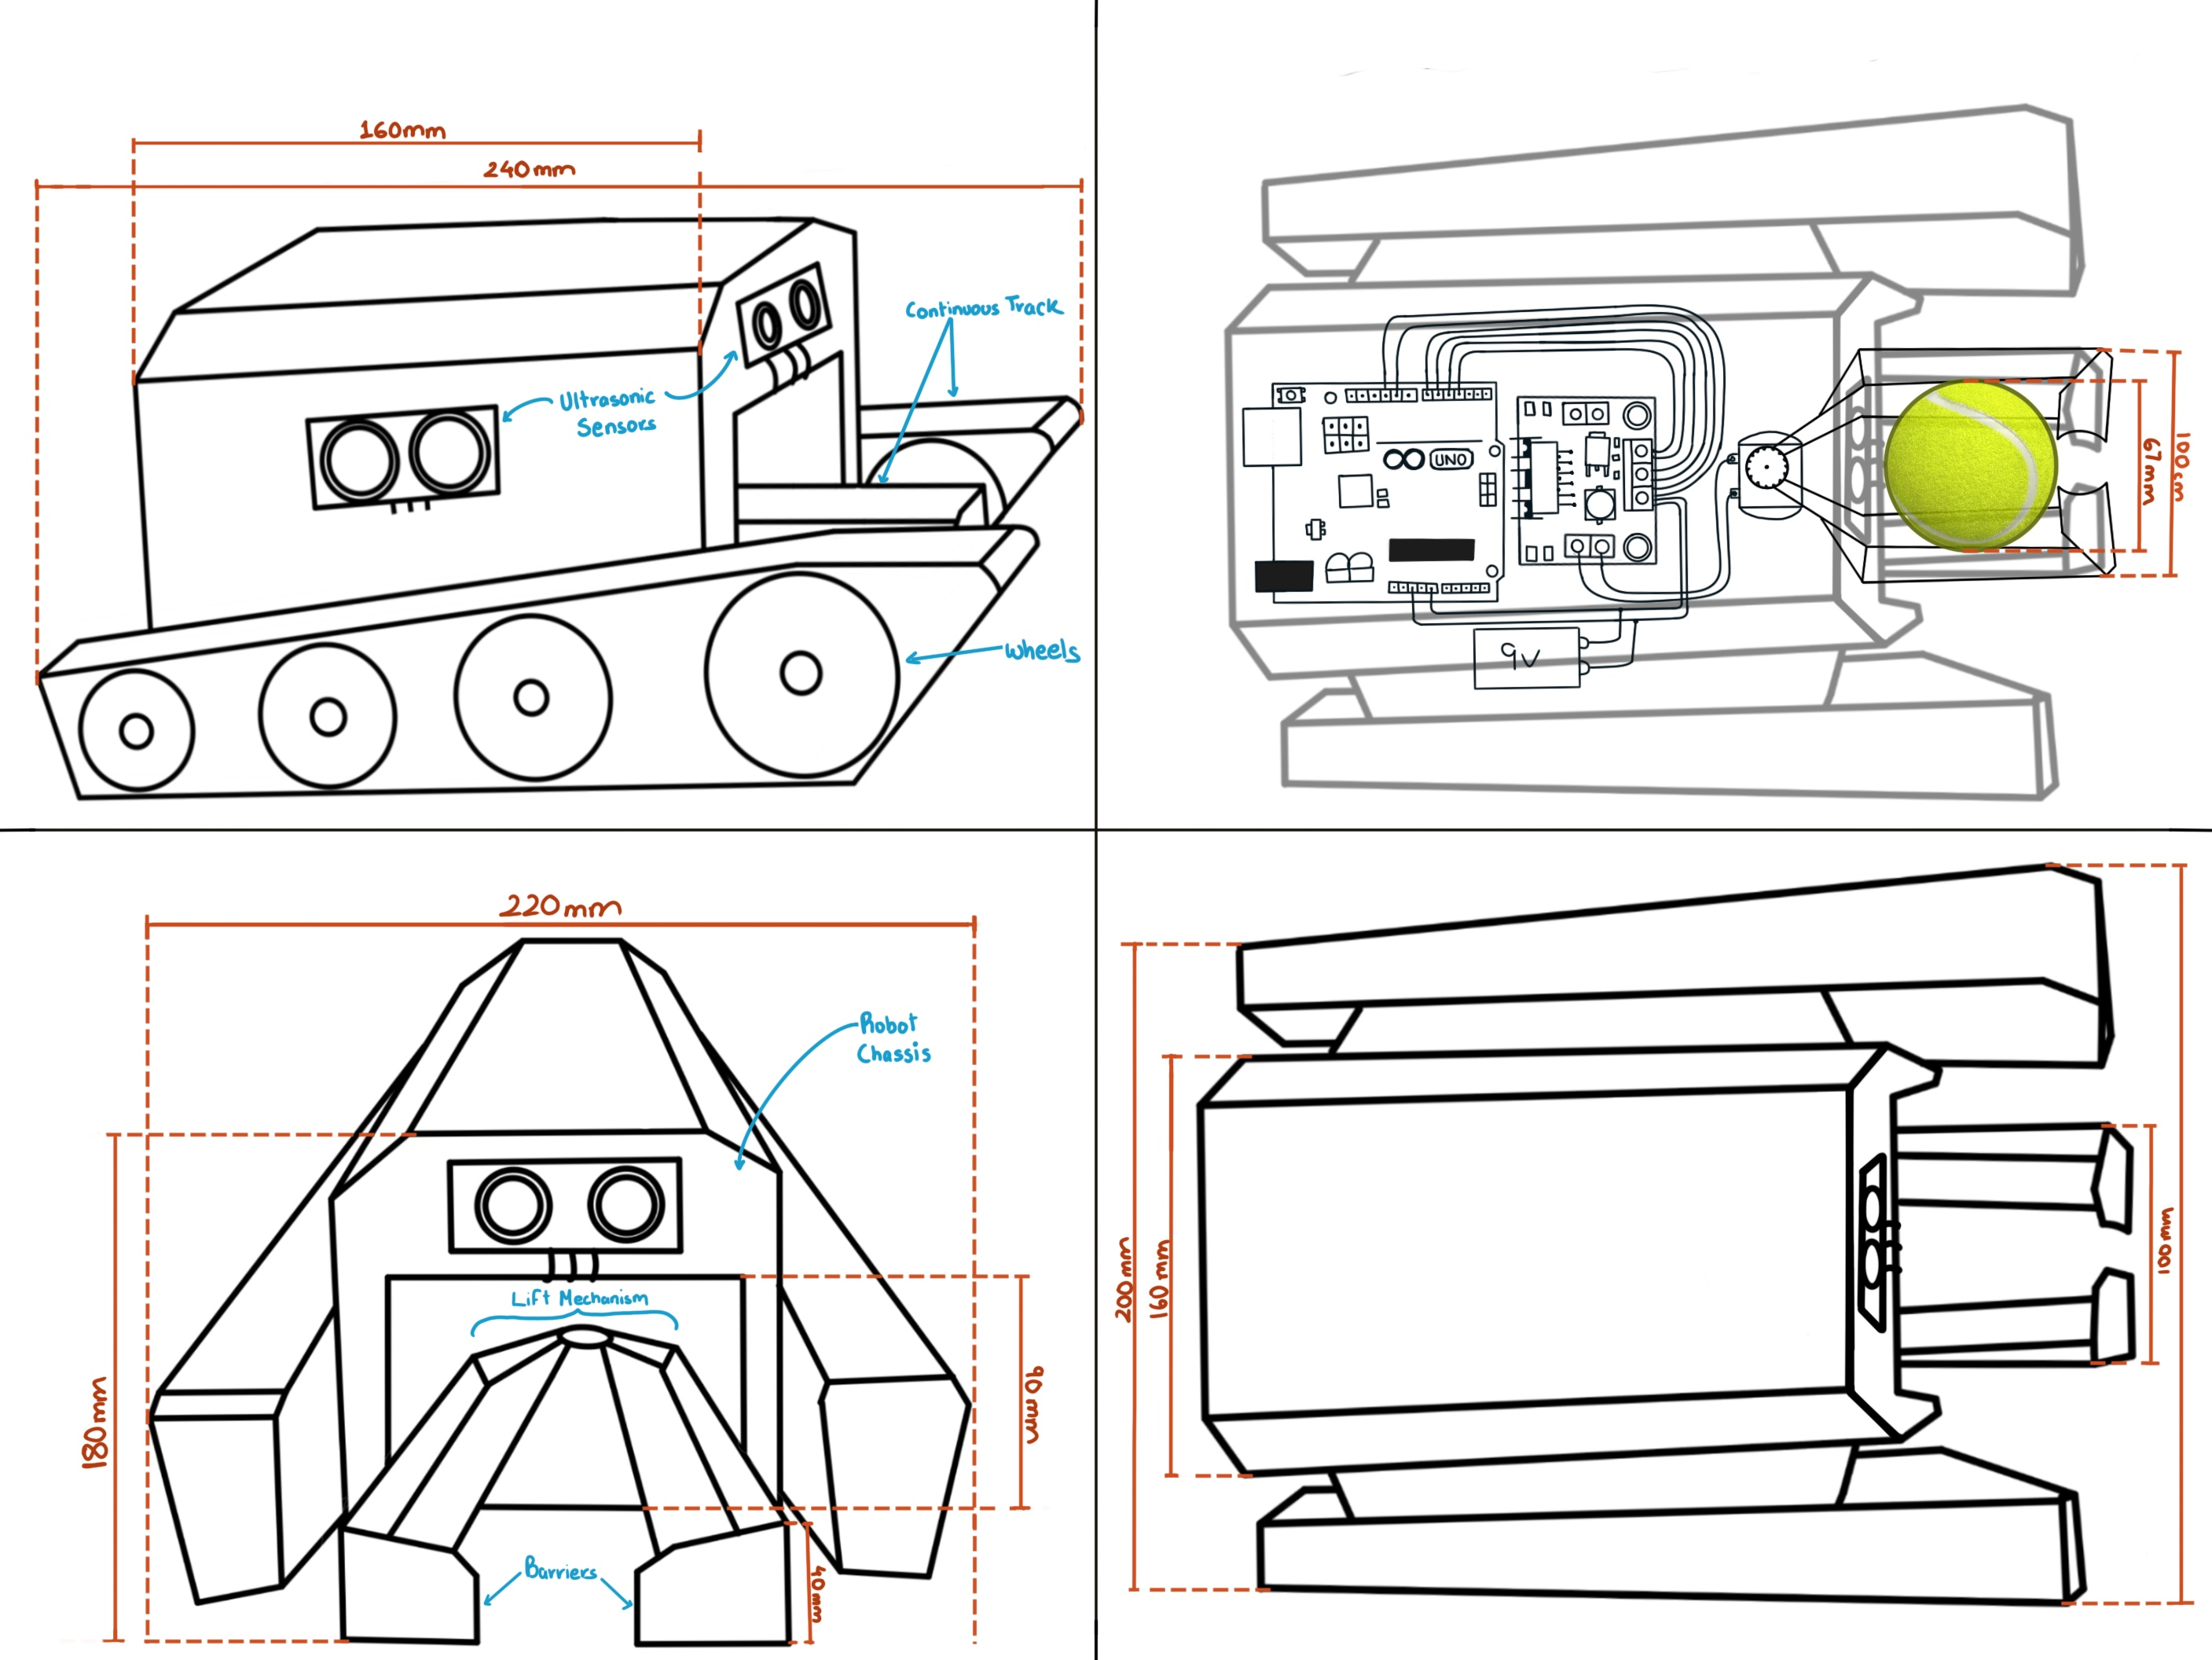 160mm
240mm
Continuous Track
Ultrasonic
Sensors
Wheels
UNO
9V
67mm
100cm
220mm
Robot
Chassis
Lift Mechanism
180mm
90mm
Barriers
40mm
200mm
160mm
100mm